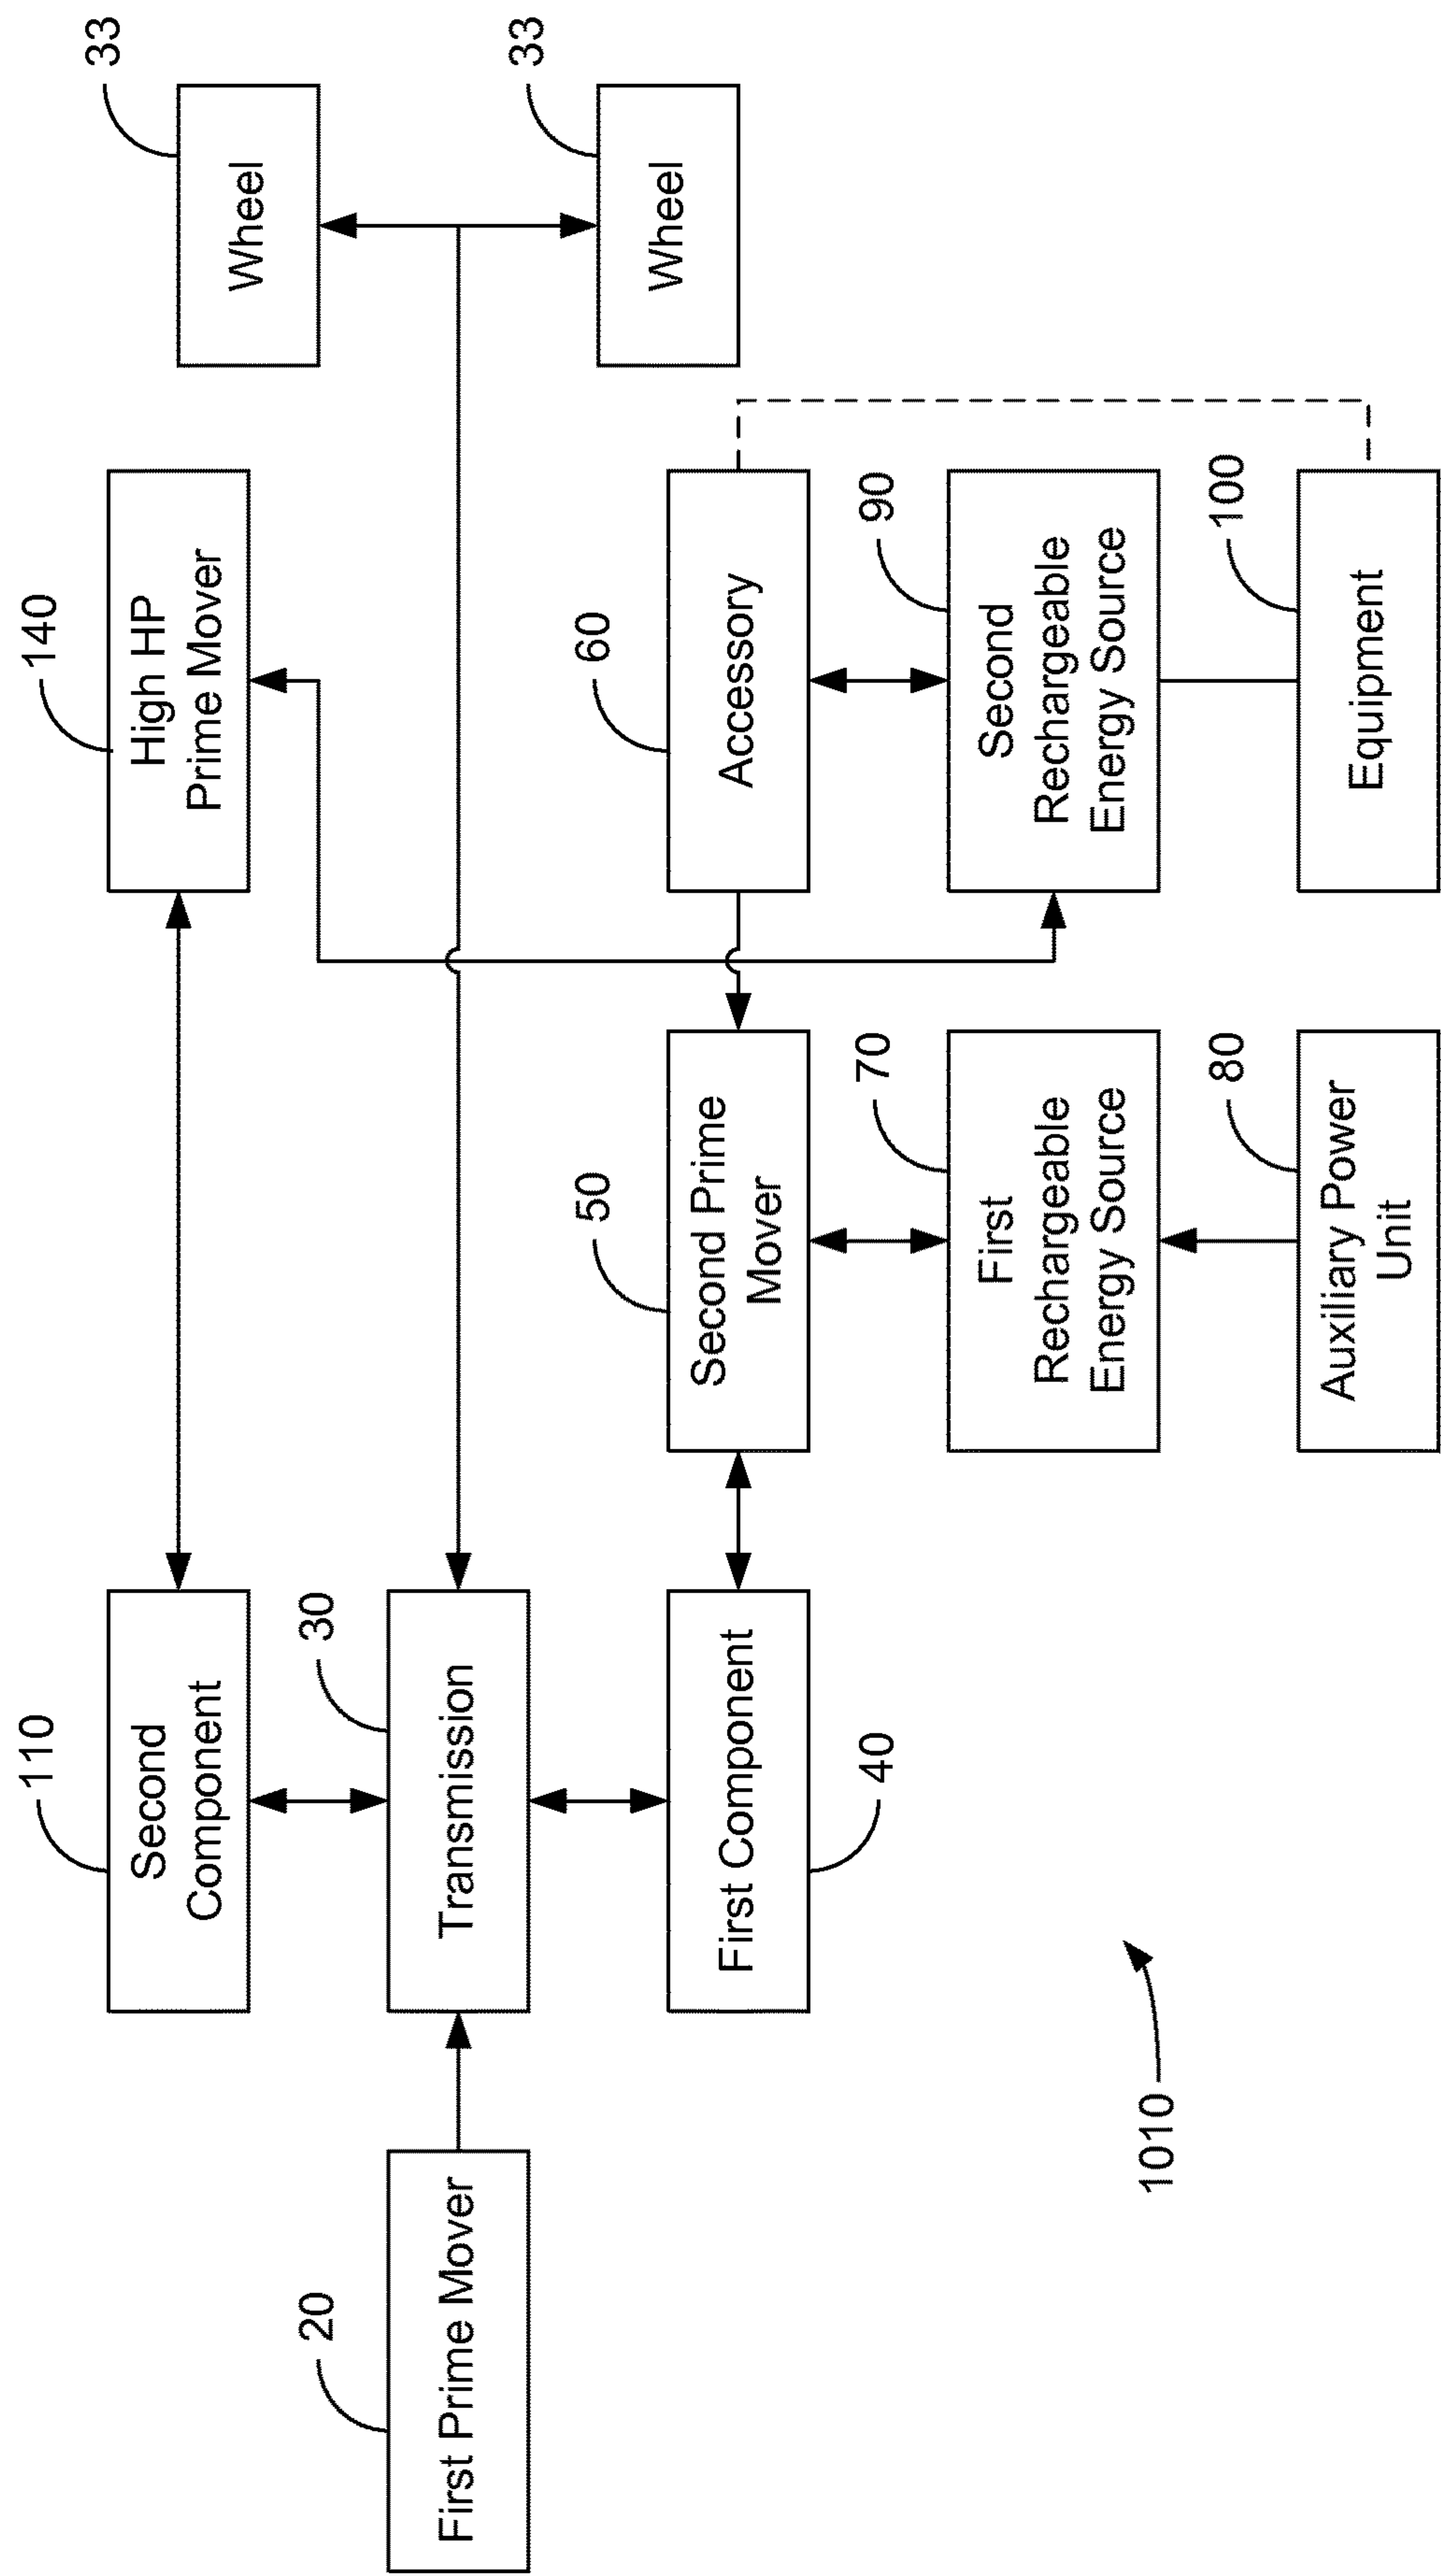 110
Second
Component
140
High HP
Prime Mover
Wheel
33
20
First Prime Mover
30
Transmission
First Component
40
50
Second Prime
Mover
60
Accessory
Wheel
33
70
First
Rechargeable
Energy Source
90
Second
Rechargeable
Energy Source
1010
80
Auxiliary Power
Unit
100
Equipment